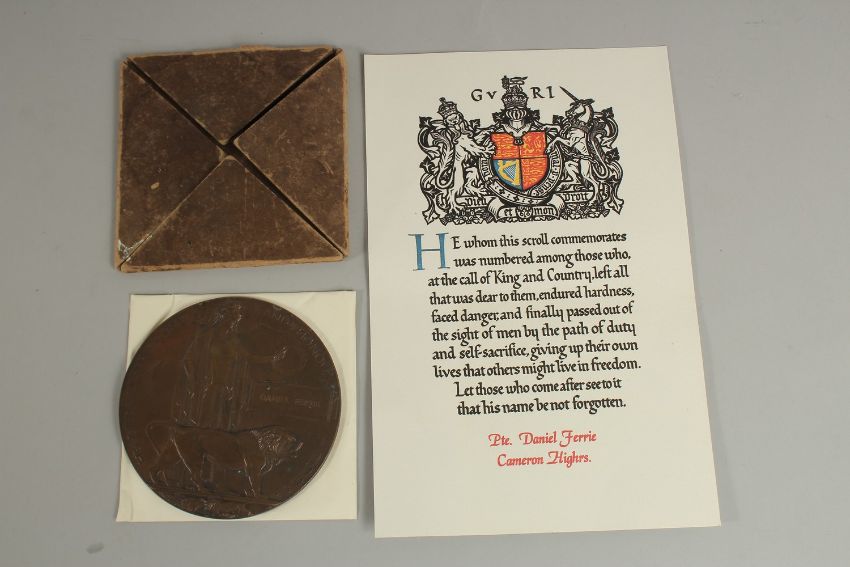 GV RI
Dieu et mon Droit
HE whom this scroll commemorates
was numbered among those who,
at the call of King and Country, left all
that was dear to them, endured hardness,
faced danger, and finally passed out of
the sight of men by the path of duty
and self-sacrifice, giving up their own
lives that others might live in freedom.
Let those who come after see to it
that his name be not forgotten.
Pte. Daniel Ferrie
Cameron Highrs.
DANIEL FERRIE